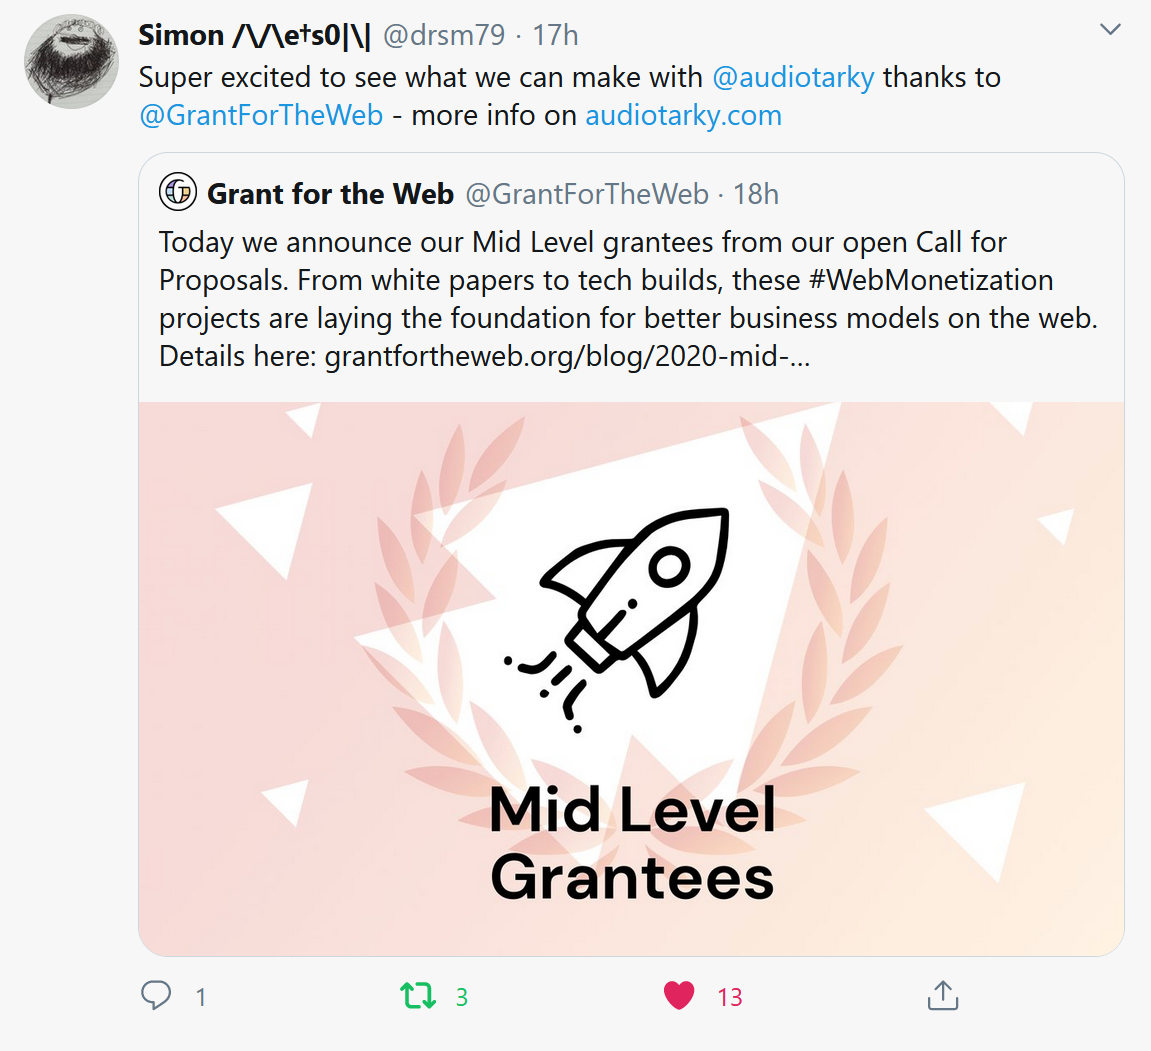 Simon /\/\e†s0|\| @drsm79 · 17h
Super excited to see what we can make with @audiotarky thanks to
@GrantForTheWeb - more info on audiotarky.com
Grant for the Web @GrantForTheWeb · 18h
Today we announce our Mid Level grantees from our open Call for
Proposals. From white papers to tech builds, these #WebMonetization
projects are laying the foundation for better business models on the web.
Details here: grantfortheweb.org/blog/2020-mid-...
Mid Level
Grantees
1 3 13